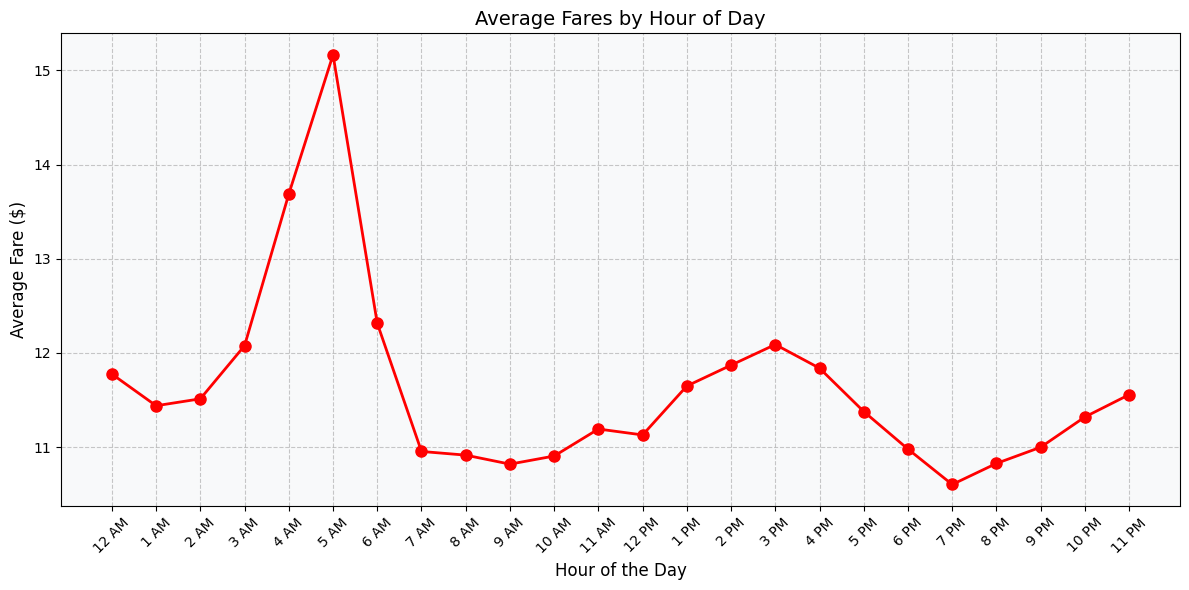 Average Fares by Hour of Day
Average Fare ($)
15
14
13
12
11
12 AM
1 AM
2 AM
3 AM
4 AM
5 AM
6 AM
7 AM
8 AM
9 AM
10 AM
11 AM
12 PM
1 PM
2 PM
3 PM
4 PM
5 PM
6 PM
7 PM
8 PM
9 PM
10 PM
11 PM
Hour of the Day